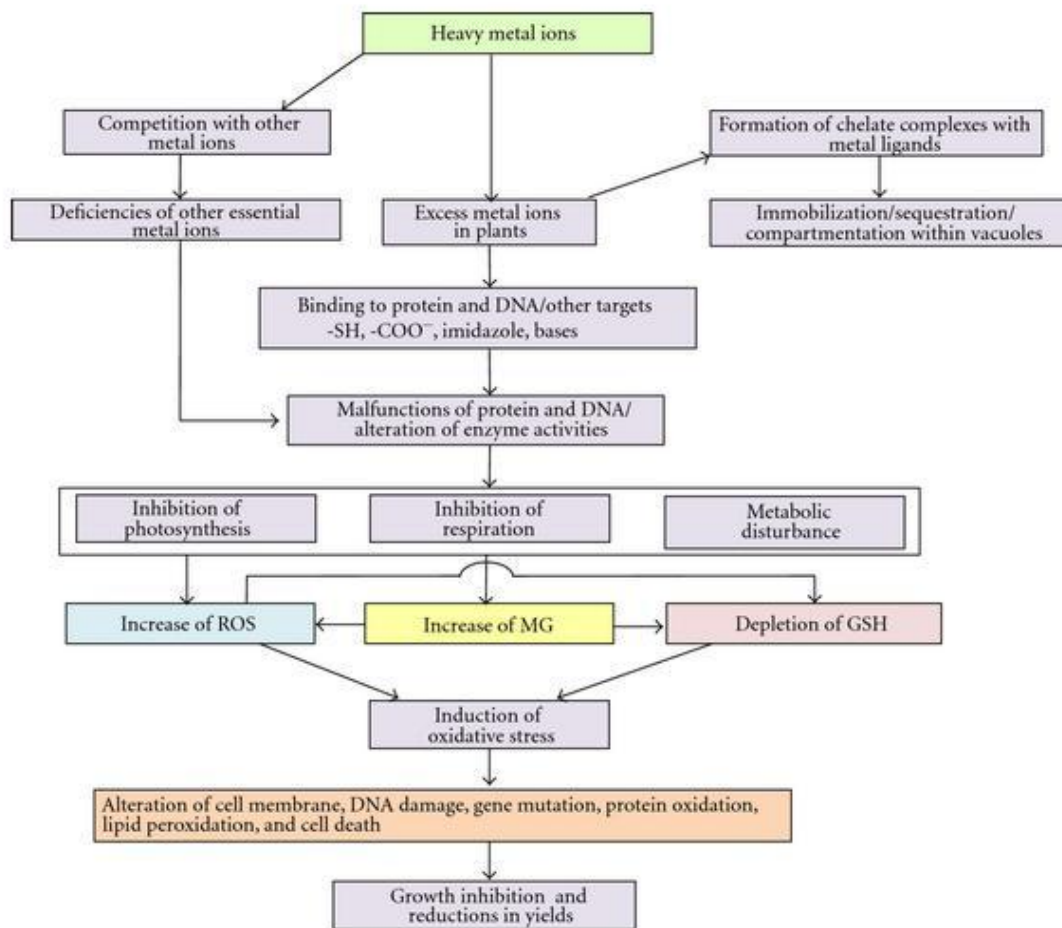 Heavy metal ions
Competition with other
metal ions
Formation of chelate complexes with
metal ligands
Deficiencies of other essential
metal ions
Excess metal ions
in plants
Immobilization/sequestration/
compartmentation within vacuoles
Binding to protein and DNA/other targets
-SH, -COO⁻, imidazole, bases
Malfunctions of protein and DNA/
alteration of enzyme activities
Inhibition of
photosynthesis
Inhibition of
respiration
Metabolic
disturbance
Increase of ROS
Increase of MG
Depletion of GSH
Induction of
oxidative stress
Alteration of cell membrane, DNA damage, gene mutation, protein oxidation,
lipid peroxidation, and cell death
Growth inhibition and
reductions in yields